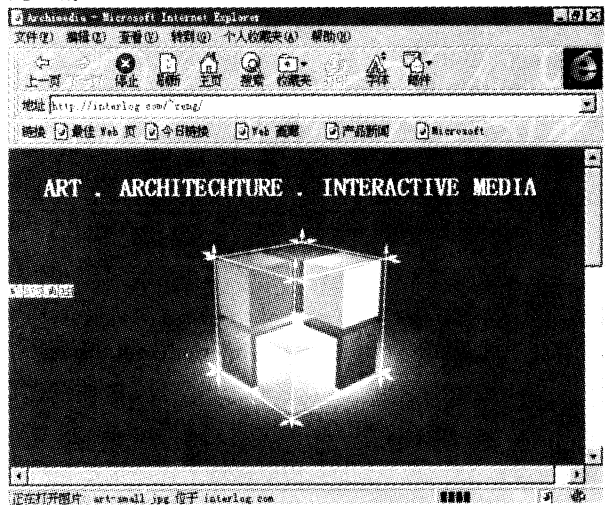 Archimedia - Microsoft Internet Explorer
文件(F) 编辑(E) 查看(V) 转到(G) 个人收藏夹(A) 帮助(H)
上一页 停止 刷新 主页 搜索 收藏夹 字体 邮件
地址 http://interlog com/~reng/
链接 最佳 Web 页 今日链接 Web 画廊 产品新闻 Microsoft
ART . ARCHITECHTURE . INTERACTIVE MEDIA
正在打开图片 art-small jpg 位于 interlog com